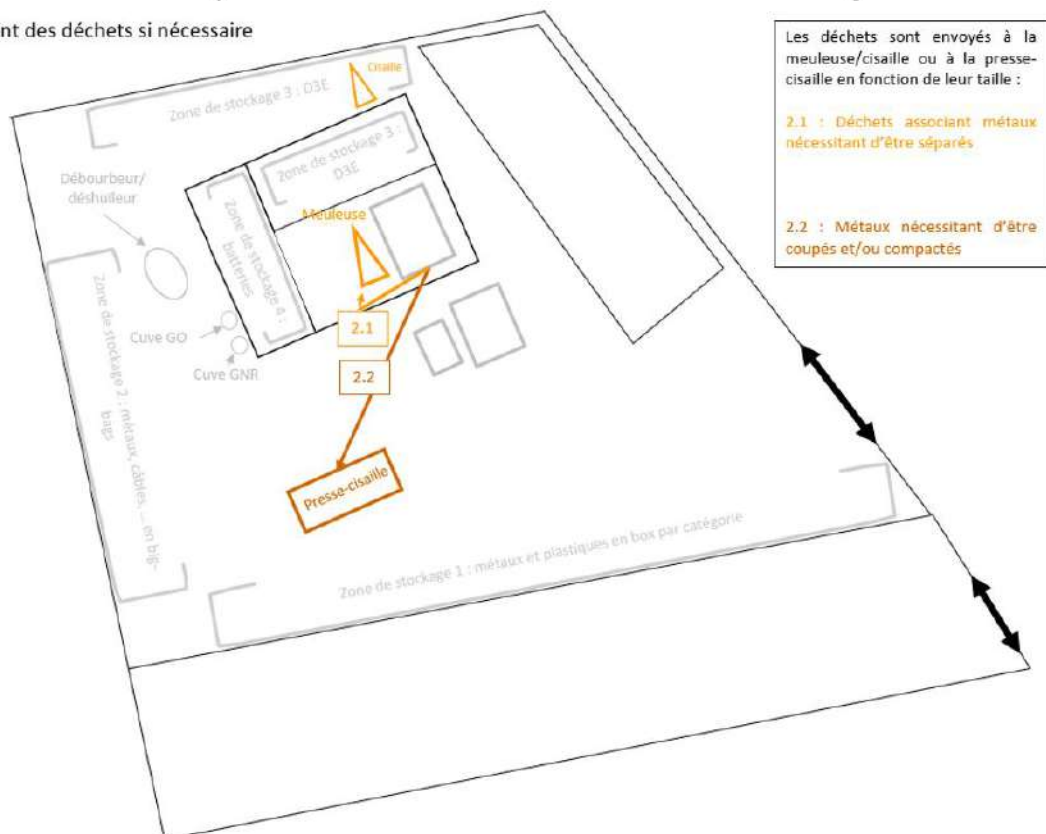 nt des déchets si nécessaire
Les déchets sont envoyés à la
meuleuse/cisaille ou à la presse-
cisaille en fonction de leur taille :
2.1 : Déchets associant métaux
nécessitant d'être séparés
2.2 : Métaux nécessitant d'être
coupés et/ou compactés
Cisaille
Zone de stockage 3 : D3E
Zone de stockage 3 :
D3E
Débourbeur/
déshuileur
Meuleuse
Zone de stockage 4 :
batteries
2.1
Cuve GO
2.2
Cuve GNR
Zone de stockage 2 : métaux, câbles, ... en big-
bags
Presse-cisaille
Zone de stockage 1 : métaux et plastiques en box par catégorie